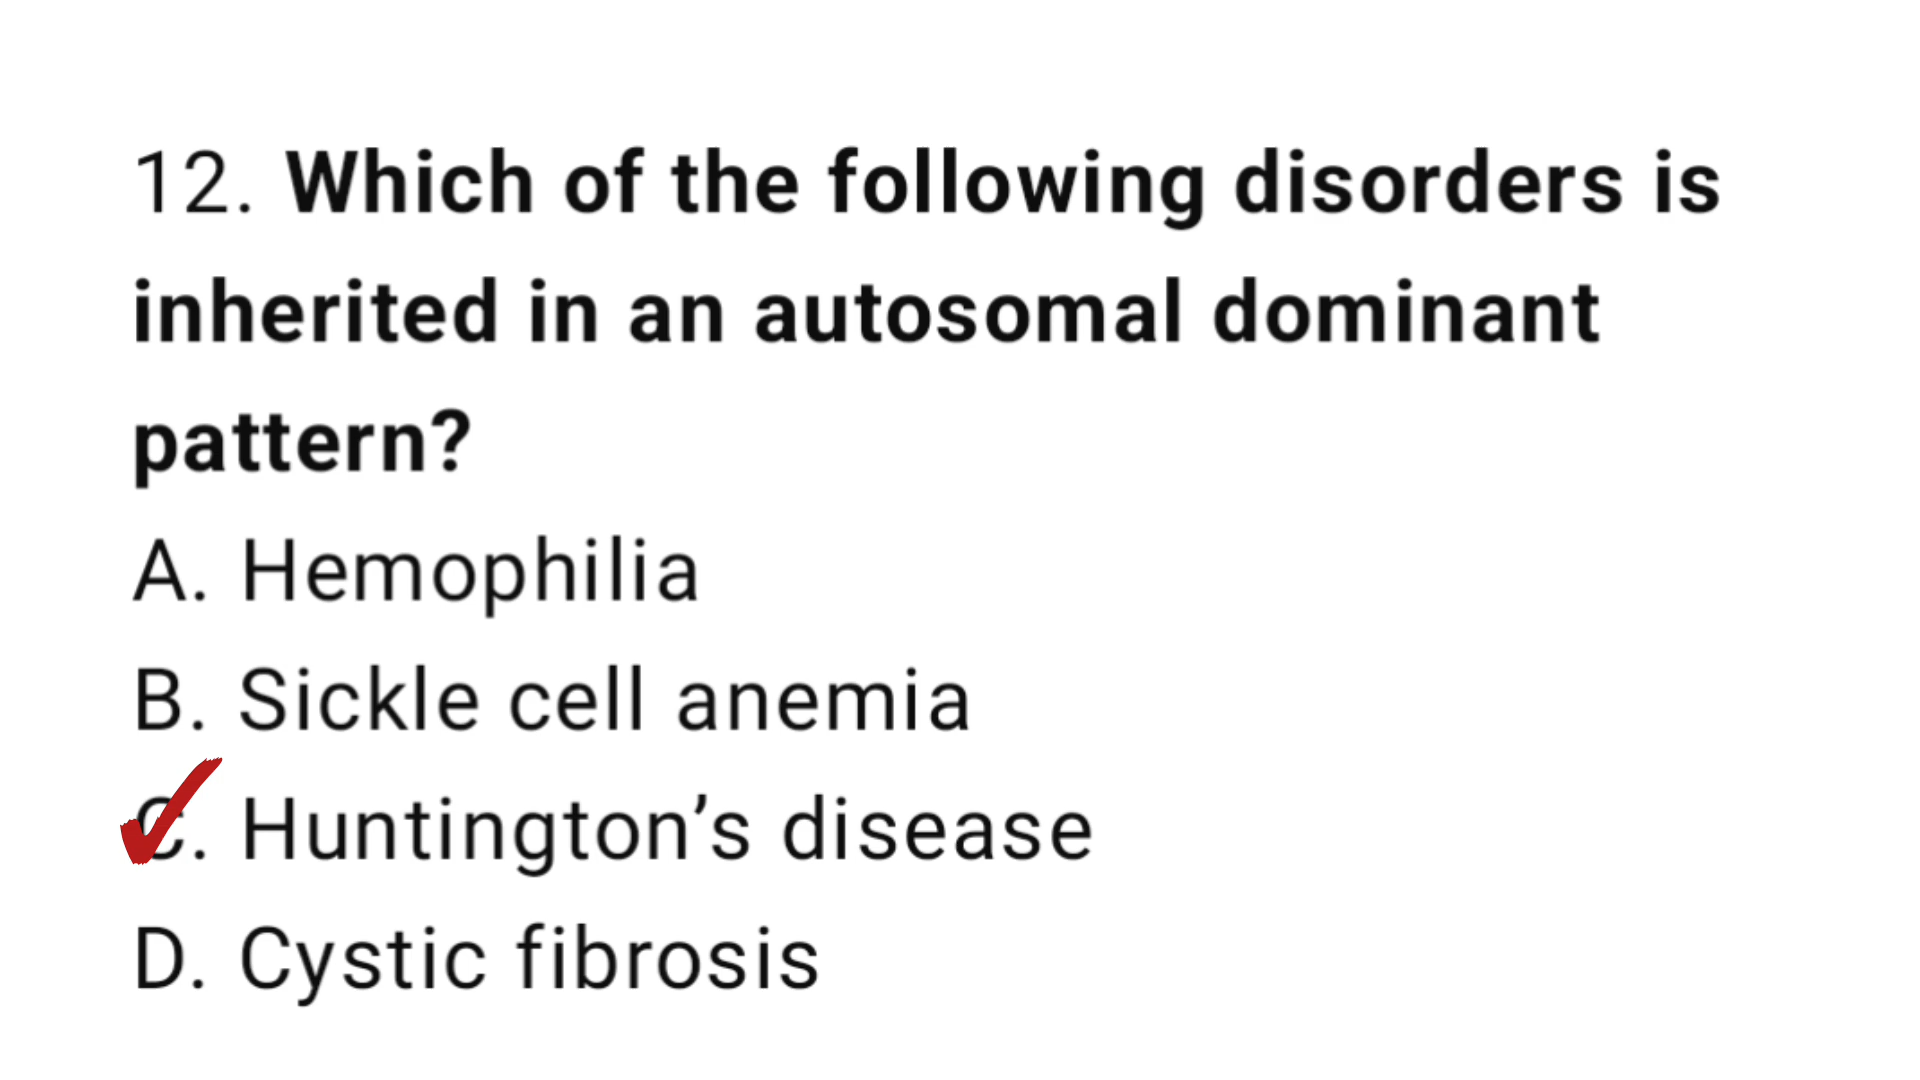 12. Which of the following disorders is
inherited in an autosomal dominant
pattern?
A. Hemophilia
B. Sickle cell anemia
C. Huntington’s disease
D. Cystic fibrosis